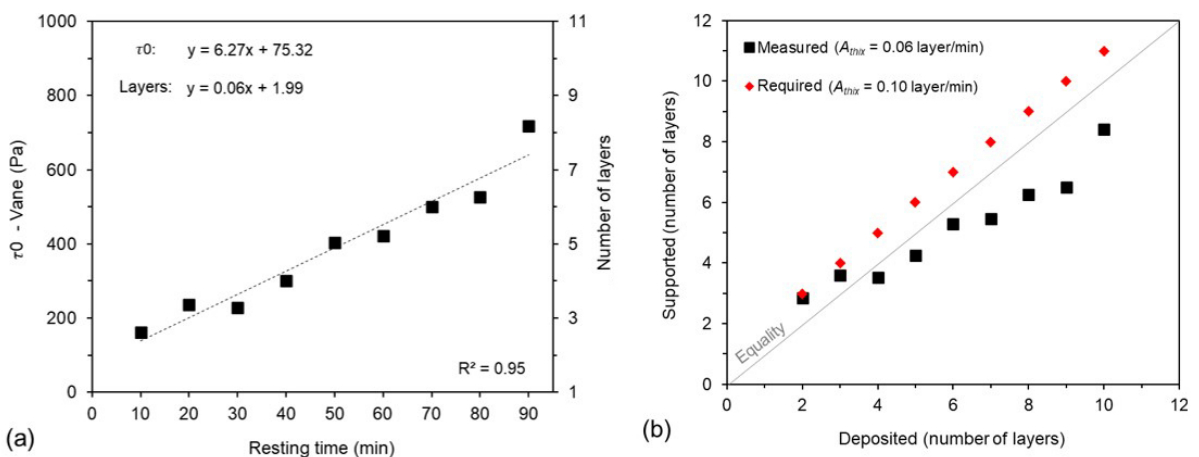 1000
800
600
400
200
0
τ0 - Vane (Pa)
τ0: y = 6.27x + 75.32
Layers: y = 0.06x + 1.99
R² = 0.95
11
9
7
5
3
1
Number of layers
0 10 20 30 40 50 60 70 80 90
Resting time (min)
(a)
12
10
8
6
4
2
0
Supported (number of layers)
Measured (Athix = 0.06 layer/min)
Required (Athix = 0.10 layer/min)
Equality
0 2 4 6 8 10 12
Deposited (number of layers)
(b)